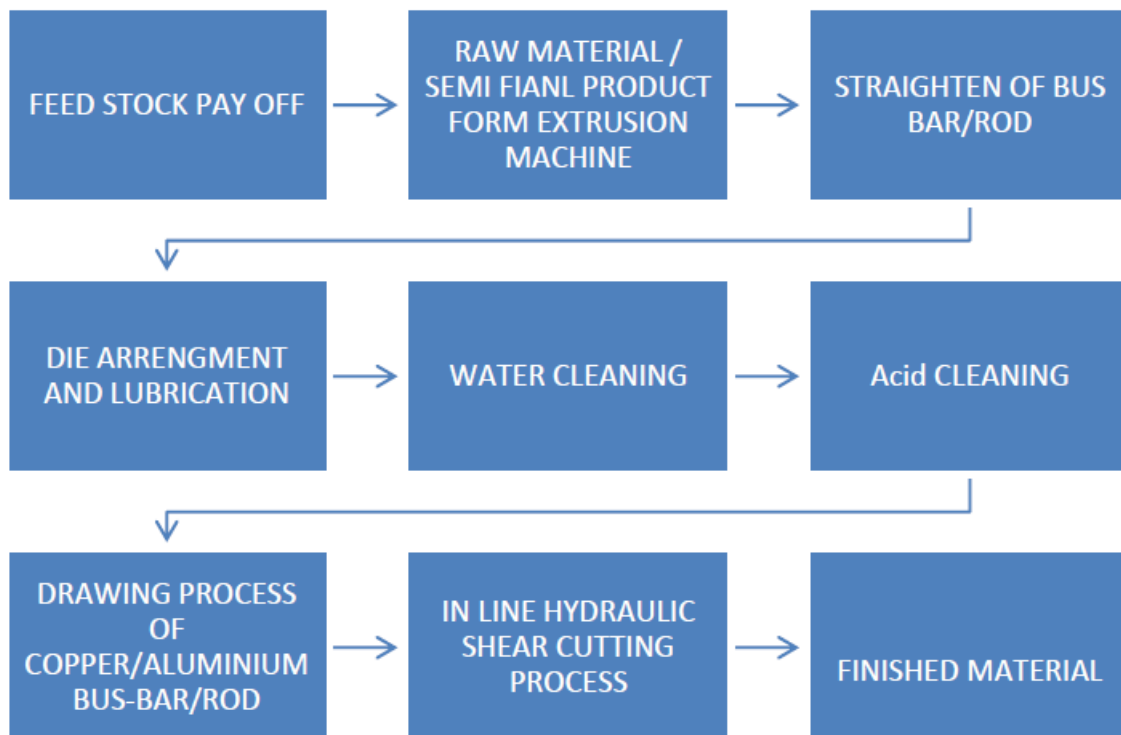 FEED STOCK PAY OFF
RAW MATERIAL /
SEMI FIANL PRODUCT
FORM EXTRUSION
MACHINE
STRAIGHTEN OF BUS
BAR/ROD
DIE ARRENGMENT
AND LUBRICATION
WATER CLEANING
Acid CLEANING
DRAWING PROCESS
OF
COPPER/ALUMINIUM
BUS-BAR/ROD
IN LINE HYDRAULIC
SHEAR CUTTING
PROCESS
FINISHED MATERIAL